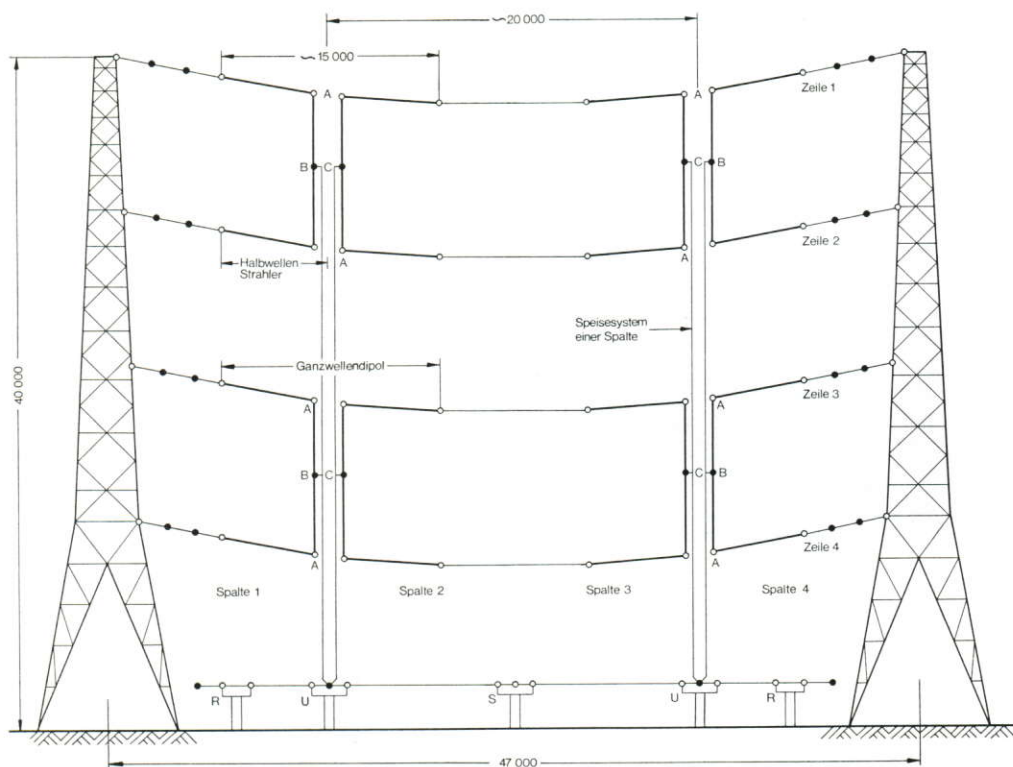 ~20 000
~15 000
A A Zeile 1
B C C B
Zeile 2
A A
Halbwellen
Strahler
Speisesystem
einer Spalte
40 000
Ganzwellendipol
Zeile 3
A A
B C C B
Zeile 4
A A
Spalte 1 Spalte 2 Spalte 3 Spalte 4
R U S U R
47 000